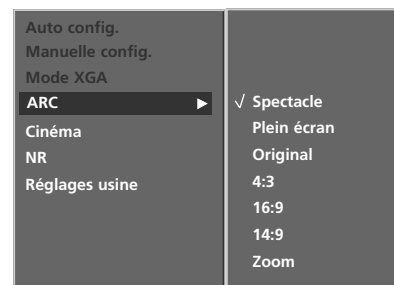 Auto config.
Manuelle config.
Mode XGA
ARC ▶
Cinéma
NR
Réglages usine
√ Spectacle
Plein écran
Original
4:3
16:9
14:9
Zoom